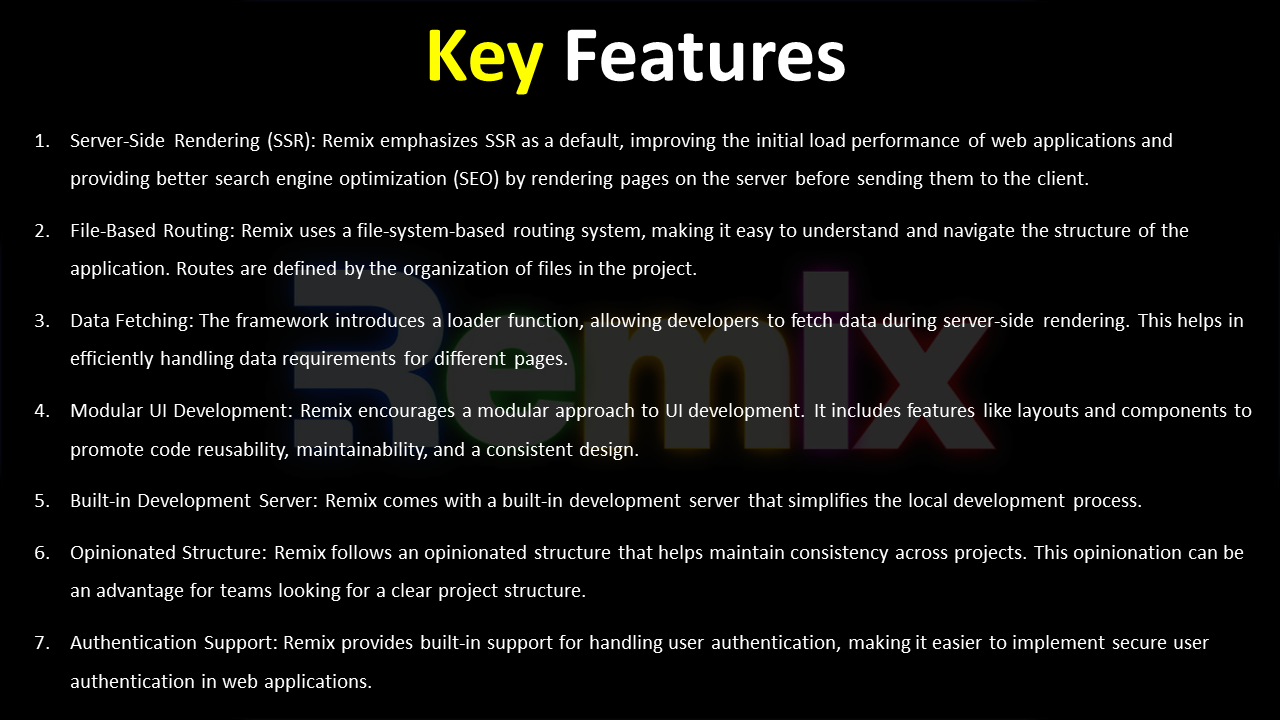 Key Features
1. Server-Side Rendering (SSR): Remix emphasizes SSR as a default, improving the initial load performance of web applications and
providing better search engine optimization (SEO) by rendering pages on the server before sending them to the client.
2. File-Based Routing: Remix uses a file-system-based routing system, making it easy to understand and navigate the structure of the
application. Routes are defined by the organization of files in the project.
3. Data Fetching: The framework introduces a loader function, allowing developers to fetch data during server-side rendering. This helps in
efficiently handling data requirements for different pages.
4. Modular UI Development: Remix encourages a modular approach to UI development. It includes features like layouts and components to
promote code reusability, maintainability, and a consistent design.
5. Built-in Development Server: Remix comes with a built-in development server that simplifies the local development process.
6. Opinionated Structure: Remix follows an opinionated structure that helps maintain consistency across projects. This opinionation can be
an advantage for teams looking for a clear project structure.
7. Authentication Support: Remix provides built-in support for handling user authentication, making it easier to implement secure user
authentication in web applications.
Remix